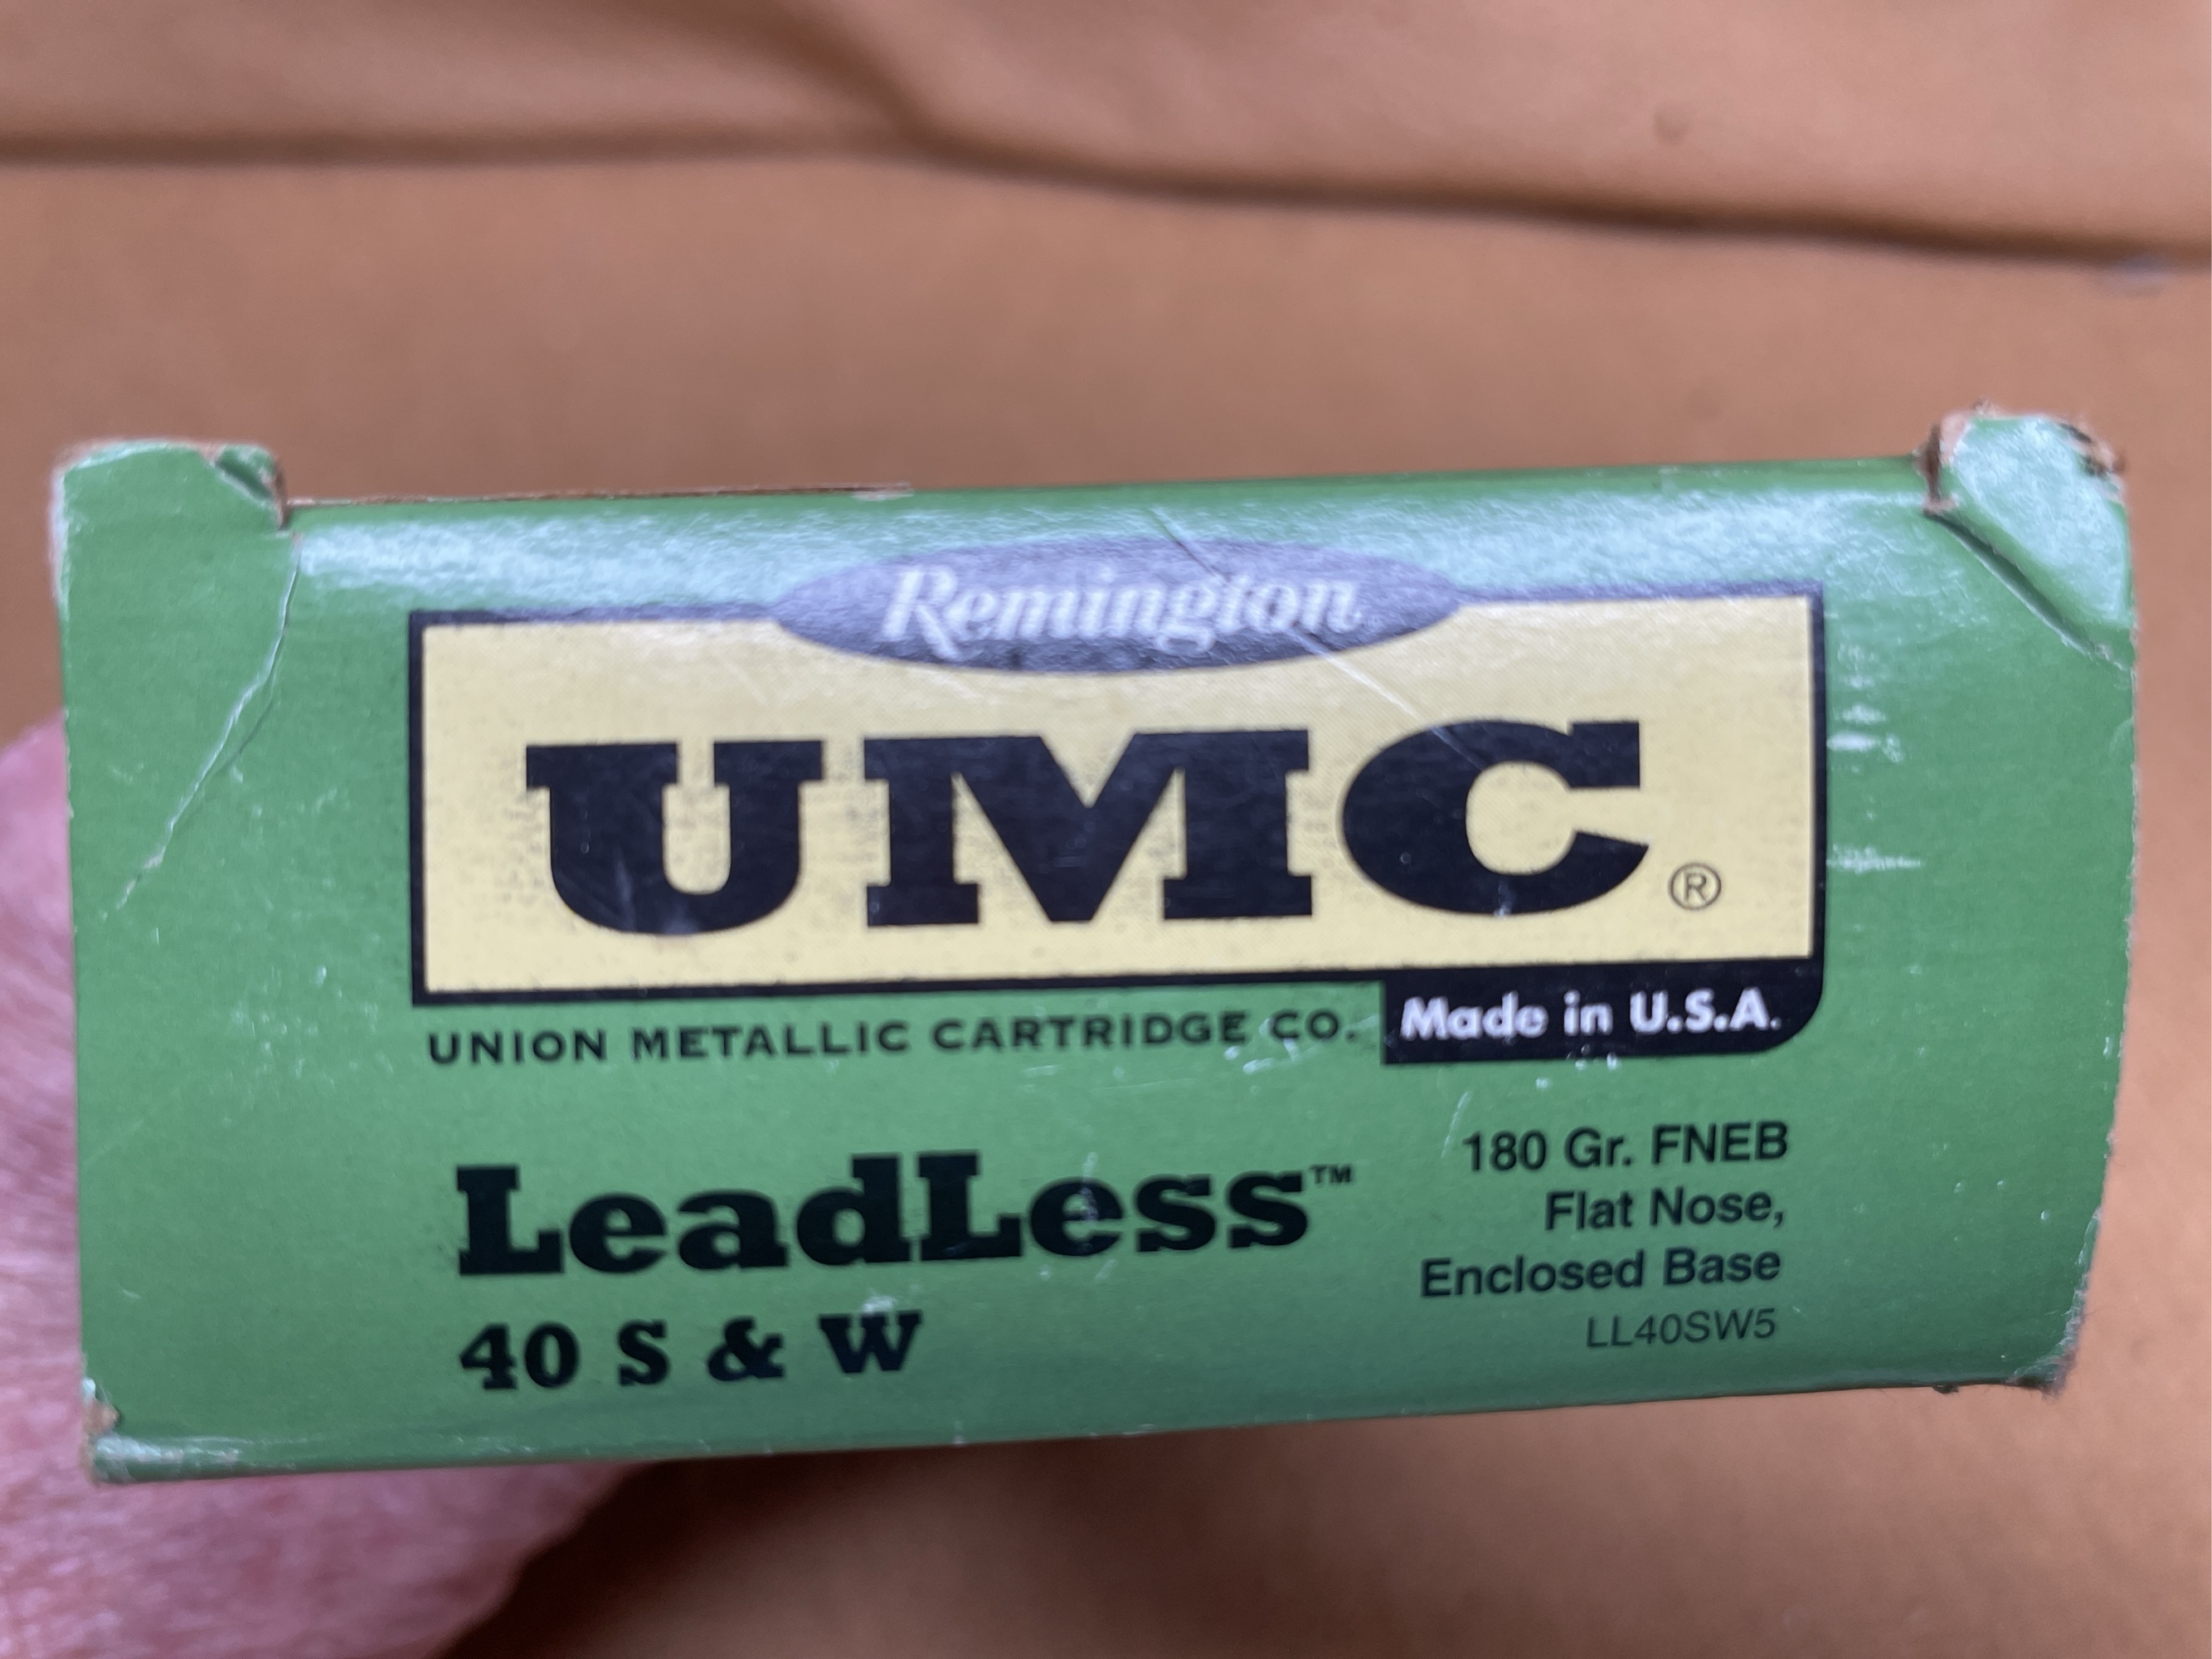 Remington
UMC®
UNION METALLIC CARTRIDGE CO.
Made in U.S.A.
LeadLess™
40 S & W
180 Gr. FNEB
Flat Nose,
Enclosed Base
LL40SW5